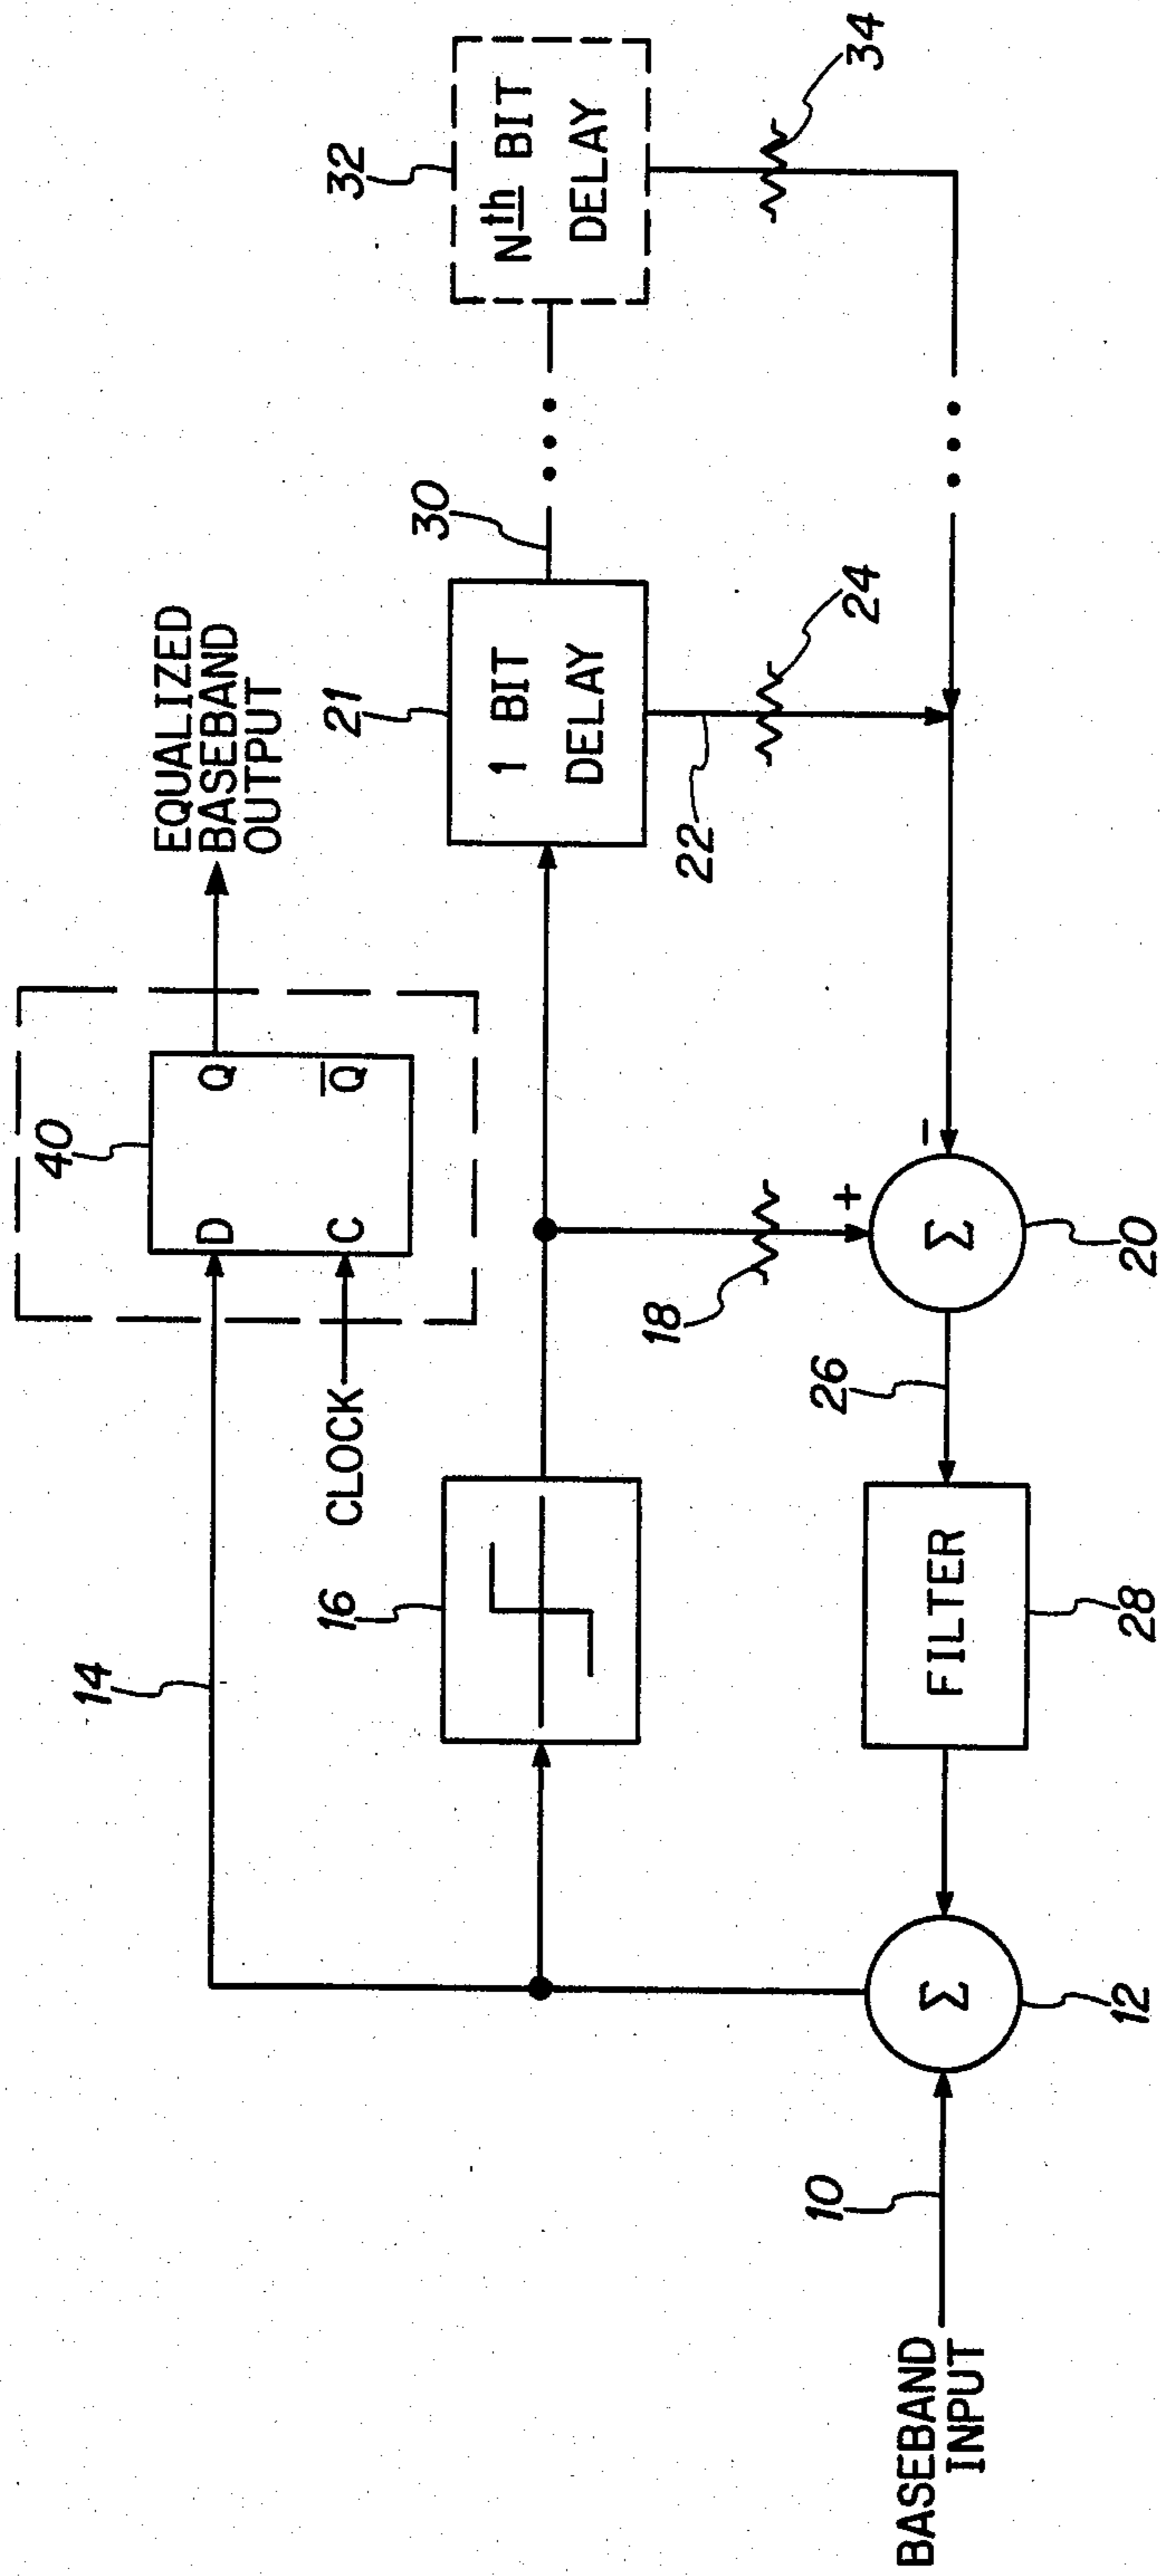 EQUALIZED
BASEBAND
OUTPUT
40
D
Q
C
Q̅
CLOCK
14
16
21
1 BIT
DELAY
30
32
Nth BIT
DELAY
18
22
24
34
+
−
Σ
20
26
FILTER
28
Σ
12
10
BASEBAND
INPUT